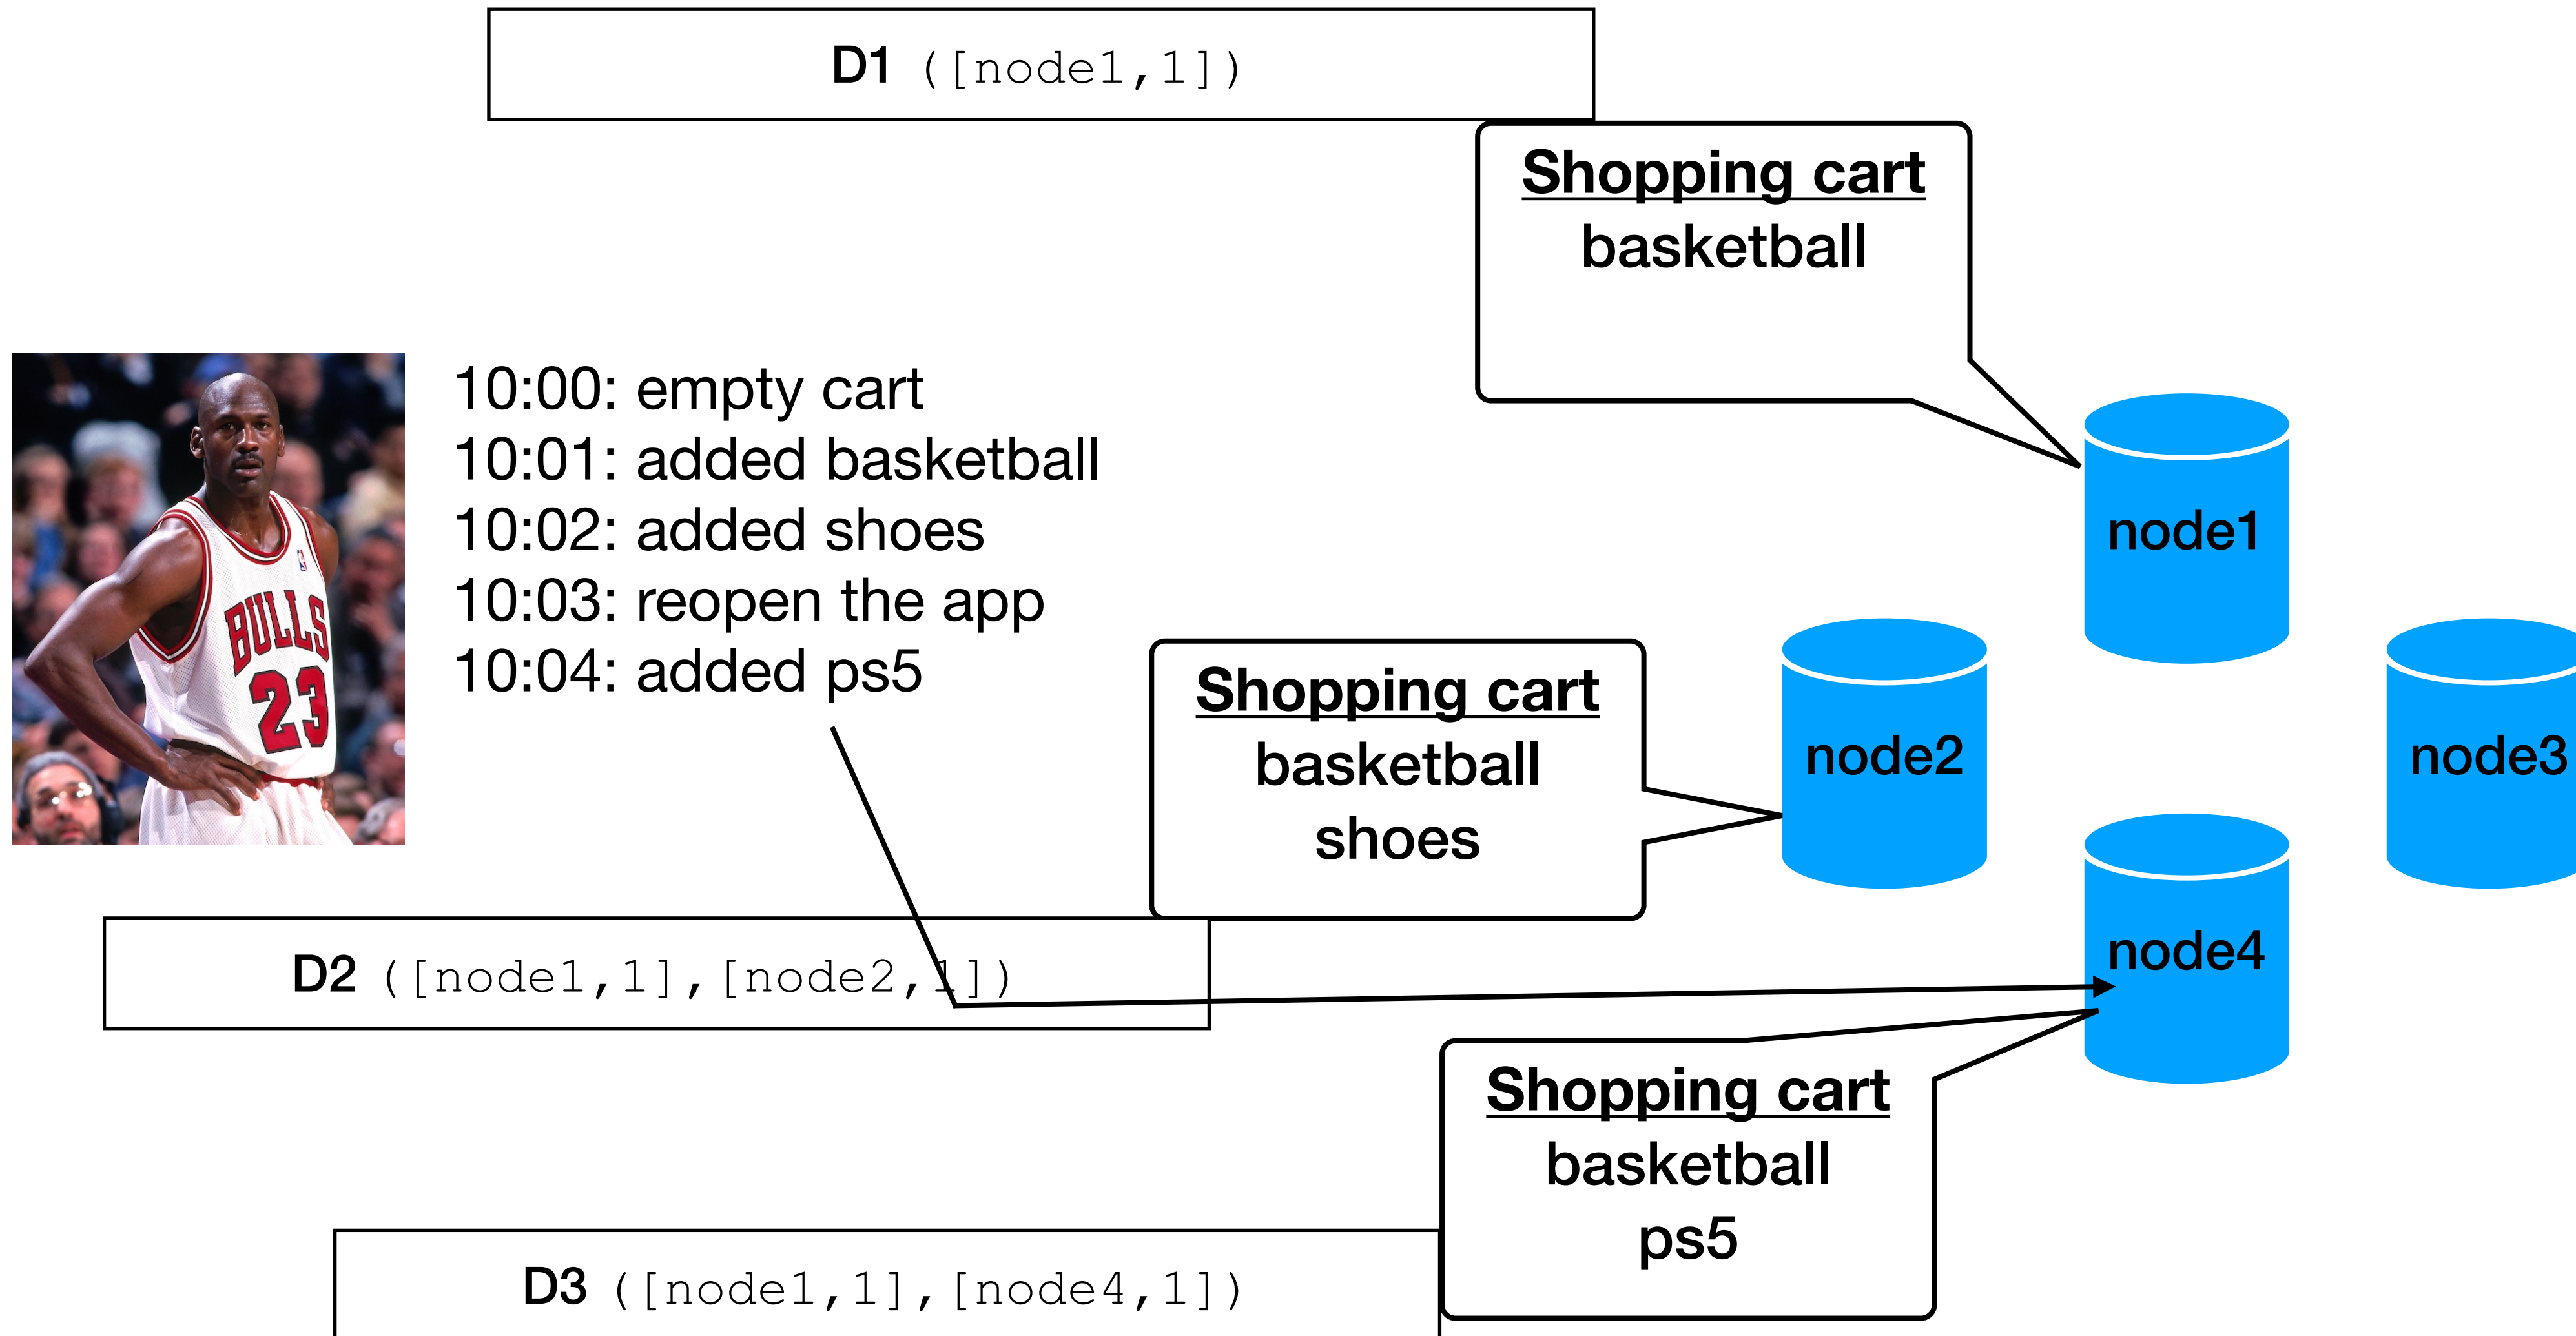 D1 ([node1,1])
Shopping cart
basketball
10:00: empty cart
10:01: added basketball
10:02: added shoes
10:03: reopen the app
10:04: added ps5
BULLS
23
node1
Shopping cart
basketball
shoes
node2
node3
D2 ([node1,1],[node2,1])
node4
Shopping cart
basketball
ps5
D3 ([node1,1],[node4,1])